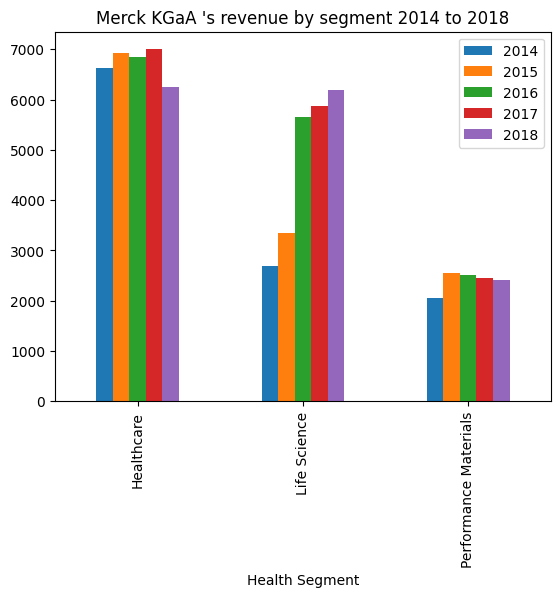 Merck KGaA 's revenue by segment 2014 to 2018
7000
6000
5000
4000
3000
2000
1000
0
2014
2015
2016
2017
2018
Healthcare
Life Science
Performance Materials
Health Segment